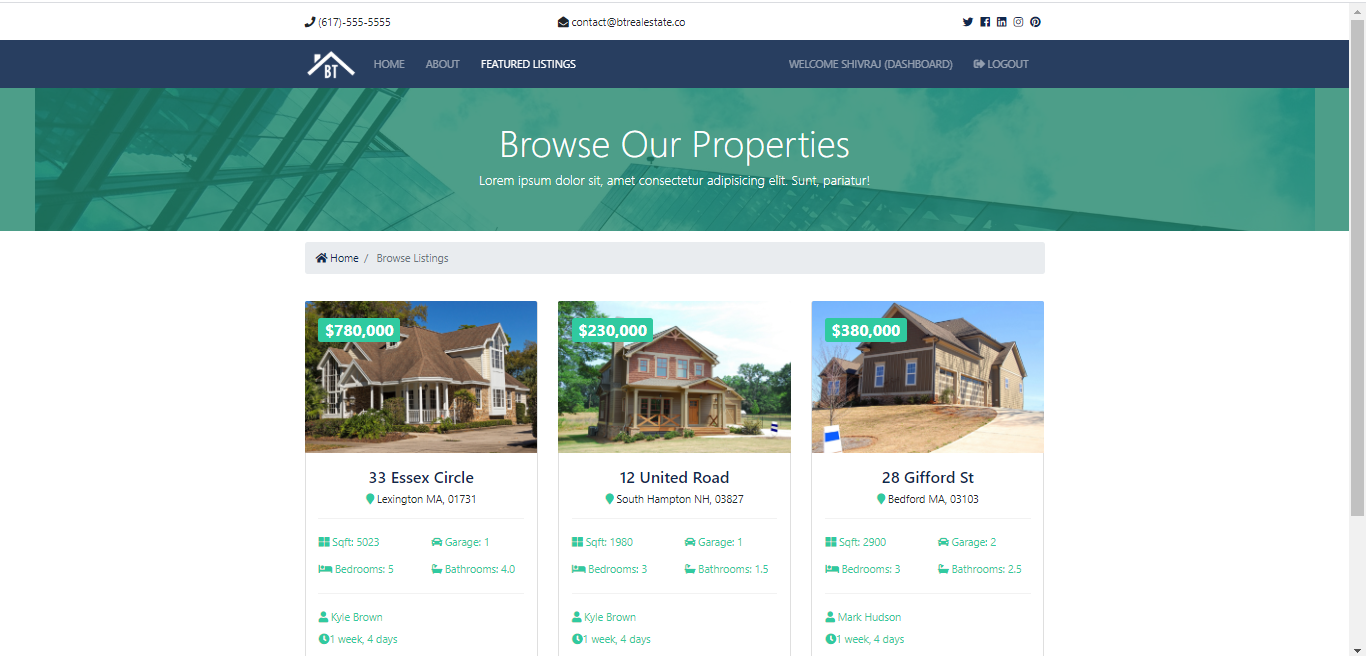 (617)-555-5555 contact@btrealestate.co
BT HOME ABOUT FEATURED LISTINGS WELCOME SHIVRAJ (DASHBOARD) LOGOUT
Browse Our Properties
Lorem ipsum dolor sit, amet consectetur adipisicing elit. Sunt, pariatur!
Home / Browse Listings
$780,000 $230,000 $380,000
33 Essex Circle 12 United Road 28 Gifford St
Lexington MA, 01731 South Hampton NH, 03827 Bedford MA, 03103
Sqft: 5023 Garage: 1 Sqft: 1980 Garage: 1 Sqft: 2900 Garage: 2
Bedrooms: 5 Bathrooms: 4.0 Bedrooms: 3 Bathrooms: 1.5 Bedrooms: 3 Bathrooms: 2.5
Kyle Brown Kyle Brown Mark Hudson
1 week, 4 days 1 week, 4 days 1 week, 4 days